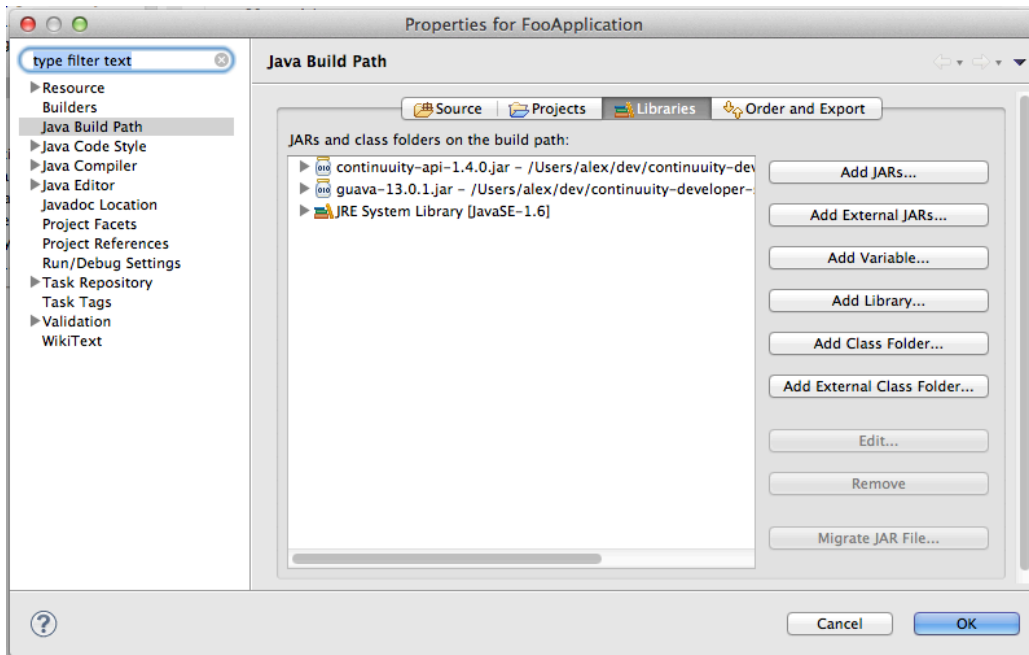 Properties for FooApplication
type filter text
Resource
Builders
Java Build Path
Java Code Style
Java Compiler
Java Editor
Javadoc Location
Project Facets
Project References
Run/Debug Settings
Task Repository
Task Tags
Validation
WikiText
Java Build Path
Source
Projects
Libraries
Order and Export
JARs and class folders on the build path:
continuuity-api-1.4.0.jar – /Users/alex/dev/continuuity-dev
guava-13.0.1.jar – /Users/alex/dev/continuuity-developer-
JRE System Library [JavaSE-1.6]
Add JARs...
Add External JARs...
Add Variable...
Add Library...
Add Class Folder...
Add External Class Folder...
Edit...
Remove
Migrate JAR File...
?
Cancel
OK